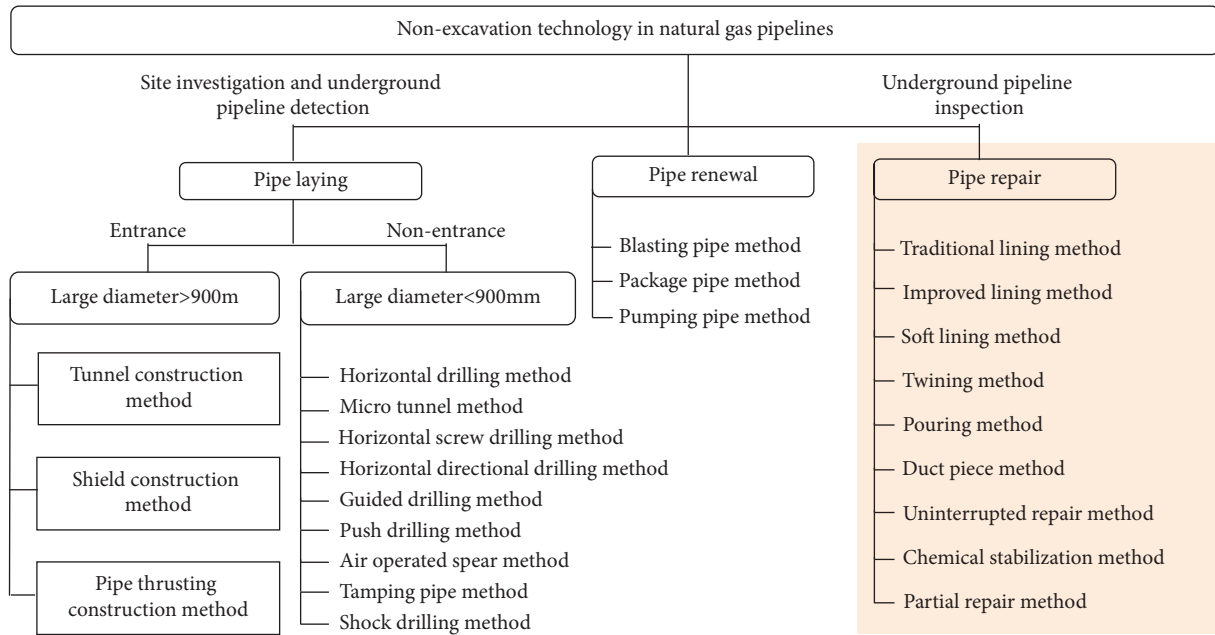 Non-excavation technology in natural gas pipelines
Site investigation and underground
pipeline detection
Underground pipeline
inspection
Pipe laying
Pipe renewal
Pipe repair
Entrance
Non-entrance
Large diameter>900m
Large diameter<900mm
Tunnel construction
method
Shield construction
method
Pipe thrusting
construction method
Horizontal drilling method
Micro tunnel method
Horizontal screw drilling method
Horizontal directional drilling method
Guided drilling method
Push drilling method
Air operated spear method
Tamping pipe method
Shock drilling method
Blasting pipe method
Package pipe method
Pumping pipe method
Traditional lining method
Improved lining method
Soft lining method
Twining method
Pouring method
Duct piece method
Uninterrupted repair method
Chemical stabilization method
Partial repair method